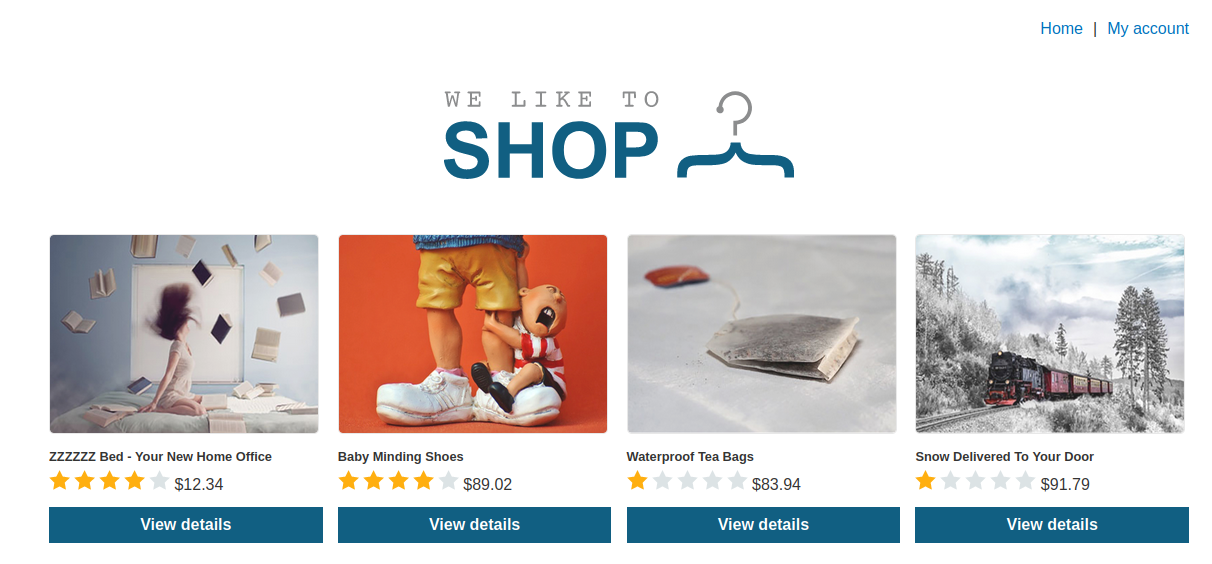 Home | My account
WE LIKE TO
SHOP
ZZZZZZ Bed - Your New Home Office
$12.34
View details
Baby Minding Shoes
$89.02
View details
Waterproof Tea Bags
$83.94
View details
Snow Delivered To Your Door
$91.79
View details